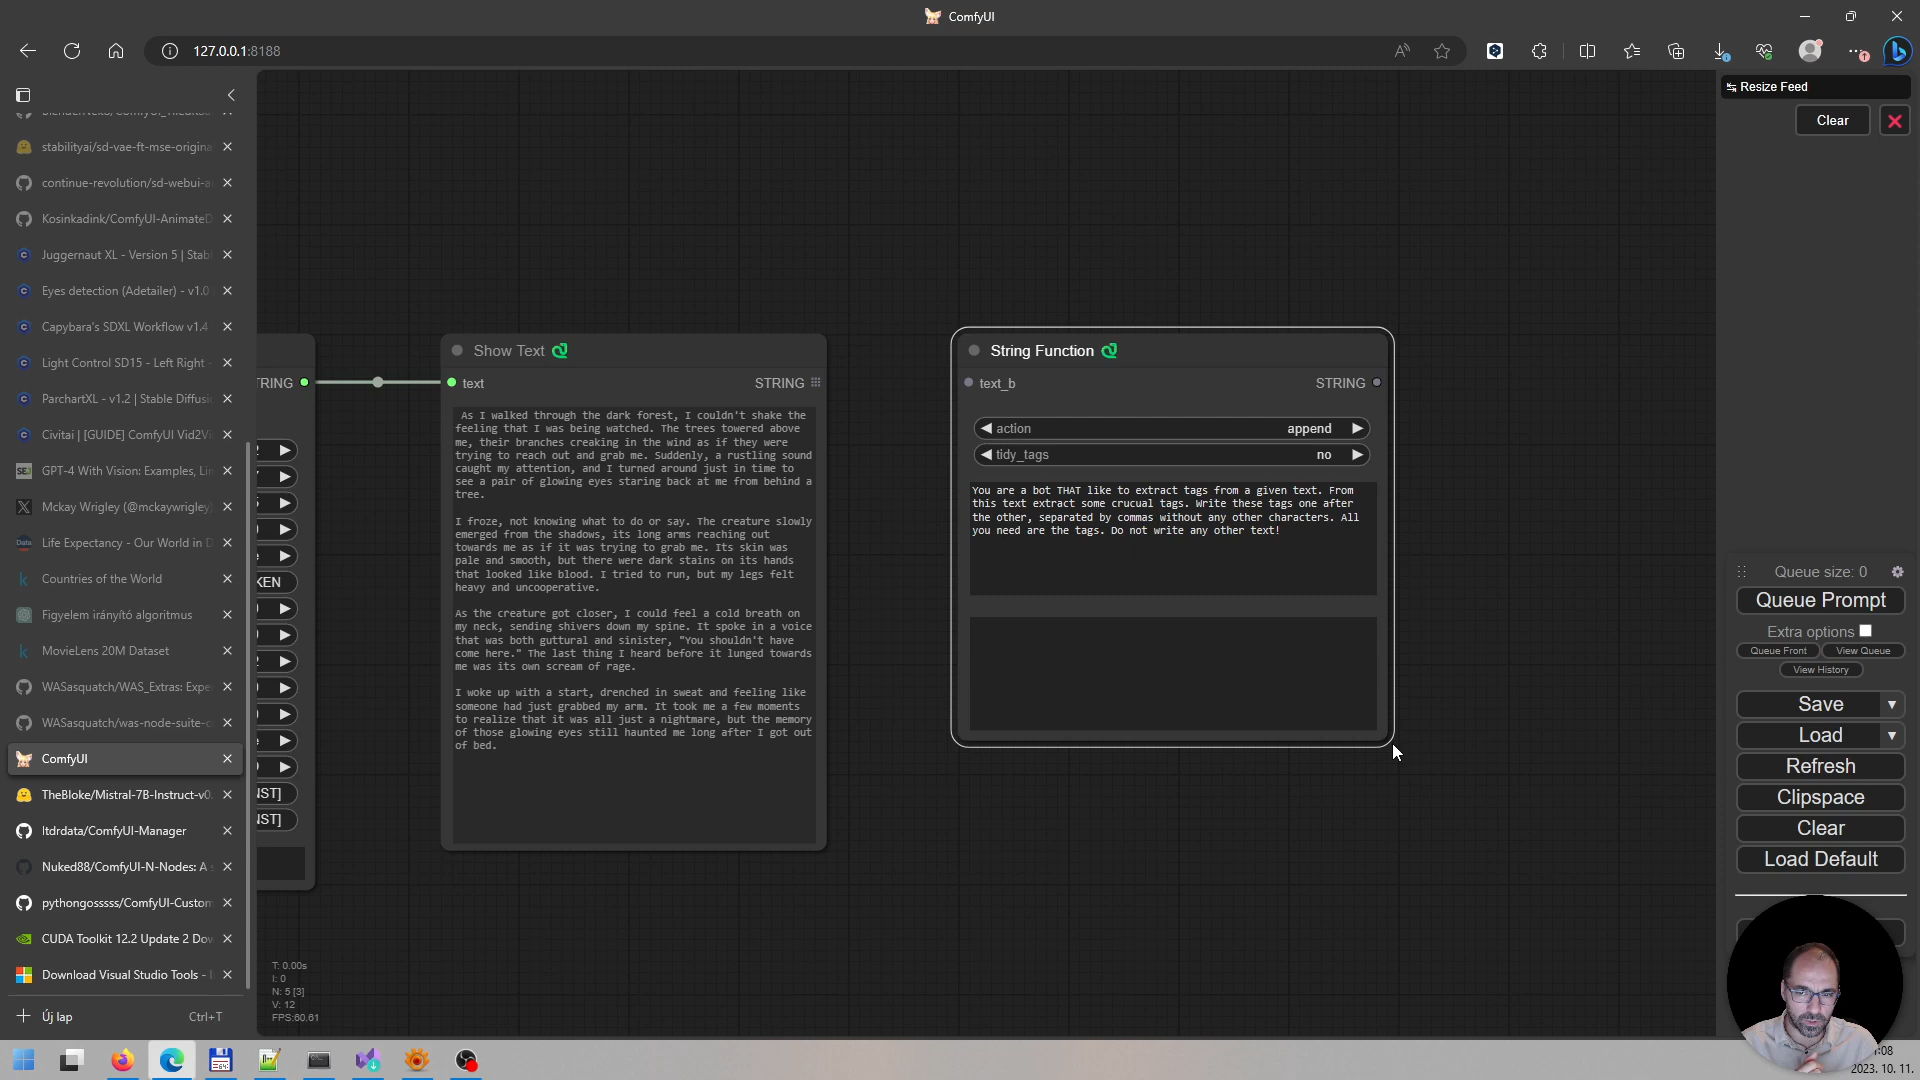 ComfyUI
127.0.0.1:8188
stabilityai/sd-vae-ft-mse-origina
continue-revolution/sd-webui-a
Kosinkadink/ComfyUI-AnimateD
Juggernaut XL - Version 5 | Stab
Eyes detection (Adetailer) - v1.0
Capybara's SDXL Workflow v1.4
Light Control SD15 - Left Right -
ParchartXL - v1.2 | Stable Diffusi
Civitai | [GUIDE] ComfyUI Vid2Vi
GPT-4 With Vision: Examples, Li
Mckay Wrigley (@mckaywrigley)
Life Expectancy - Our World in D
Countries of the World
Figyelem irányító algoritmus
MovieLens 20M Dataset
WASasquatch/WAS_Extras: Expe
WASasquatch/was-node-suite-c
ComfyUI
TheBloke/Mistral-7B-Instruct-v0.
ltdrdata/ComfyUI-Manager
Nuked88/ComfyUI-N-Nodes: A s
pythongosssss/ComfyUI-Custom
CUDA Toolkit 12.2 Update 2 Dow
Download Visual Studio Tools - I
Új lap Ctrl+T
TRING
KEN
NST]
NST]
Show Text
text STRING
As I walked through the dark forest, I couldn't shake the
feeling that I was being watched. The trees towered above
me, their branches creaking in the wind as if they were
trying to reach out and grab me. Suddenly, a rustling sound
caught my attention, and I turned around just in time to
see a pair of glowing eyes staring back at me from behind a
tree.
I froze, not knowing what to do or say. The creature slowly
emerged from the shadows, its long arms reaching out
towards me as if it was trying to grab me. Its skin was
pale and smooth, but there were dark stains on its hands
that looked like blood. I tried to run, but my legs felt
heavy and uncooperative.
As the creature got closer, I could feel a cold breath on
my neck, sending shivers down my spine. It spoke in a voice
that was both guttural and sinister, "You shouldn't have
come here." The last thing I heard before it lunged towards
me was its own scream of rage.
I woke up with a start, drenched in sweat and feeling like
someone had just grabbed my arm. It took me a few moments
to realize that it was all just a nightmare, but the memory
of those glowing eyes still haunted me long after I got out
of bed.
String Function
text_b STRING
action append
tidy_tags no
You are a bot THAT like to extract tags from a given text. From
this text extract some crucual tags. Write these tags one after
the other, separated by commas without any other characters. All
you need are the tags. Do not write any other text!
T: 0.00s
I: 0
N: 5 [3]
V: 12
FPS:60.61
Resize Feed
Clear
Queue size: 0
Queue Prompt
Extra options
Queue Front View Queue
View History
Save
Load
Refresh
Clipspace
Clear
Load Default
:08
2023. 10. 11.